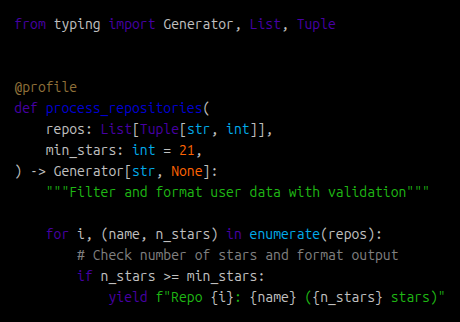 from typing import Generator, List, Tuple
@profile
def process_repositories(
    repos: List[Tuple[str, int]],
    min_stars: int = 21,
) -> Generator[str, None]:
    """Filter and format user data with validation"""
    for i, (name, n_stars) in enumerate(repos):
        # Check number of stars and format output
        if n_stars >= min_stars:
            yield f"Repo {i}: {name} ({n_stars} stars)"